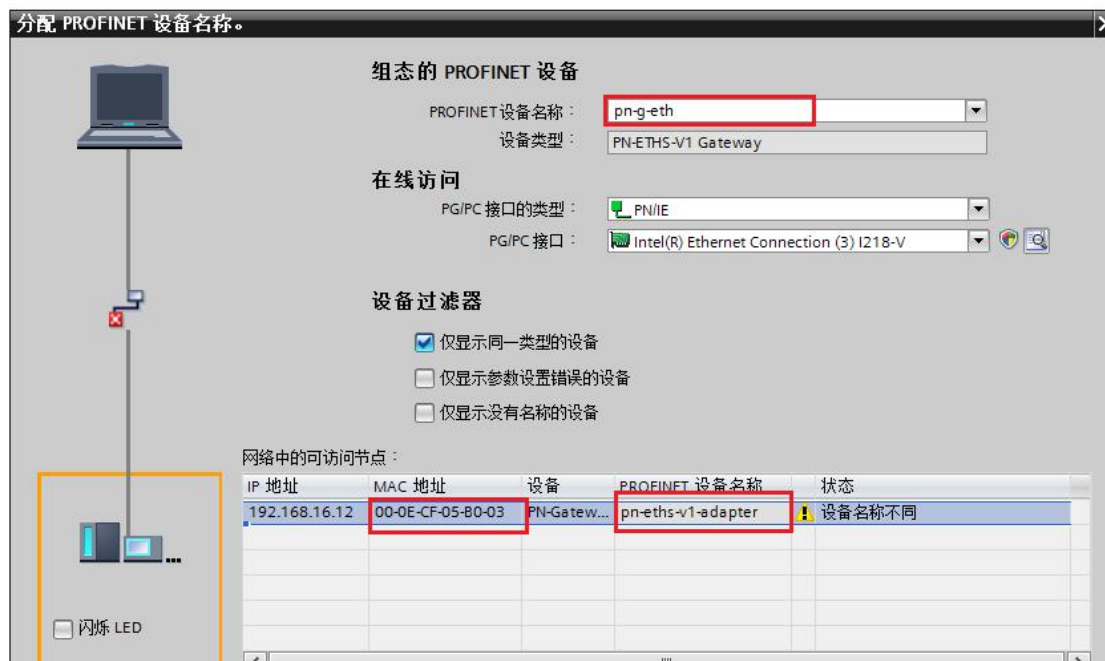 分配 PROFINET 设备名称。
组态的 PROFINET 设备
PROFINET设备名称： pn-g-eth
设备类型： PN-ETHS-V1 Gateway
在线访问
PG/PC 接口的类型： PN/IE
PG/PC 接口： Intel(R) Ethernet Connection (3) I218-V
设备过滤器
仅显示同一类型的设备
仅显示参数设置错误的设备
仅显示没有名称的设备
网络中的可访问节点：
IP 地址 MAC 地址 设备 PROFINET 设备名称 状态
192.168.16.12 00-0E-CF-05-B0-03 PN-Gatew... pn-eths-v1-adapter 设备名称不同
闪烁 LED